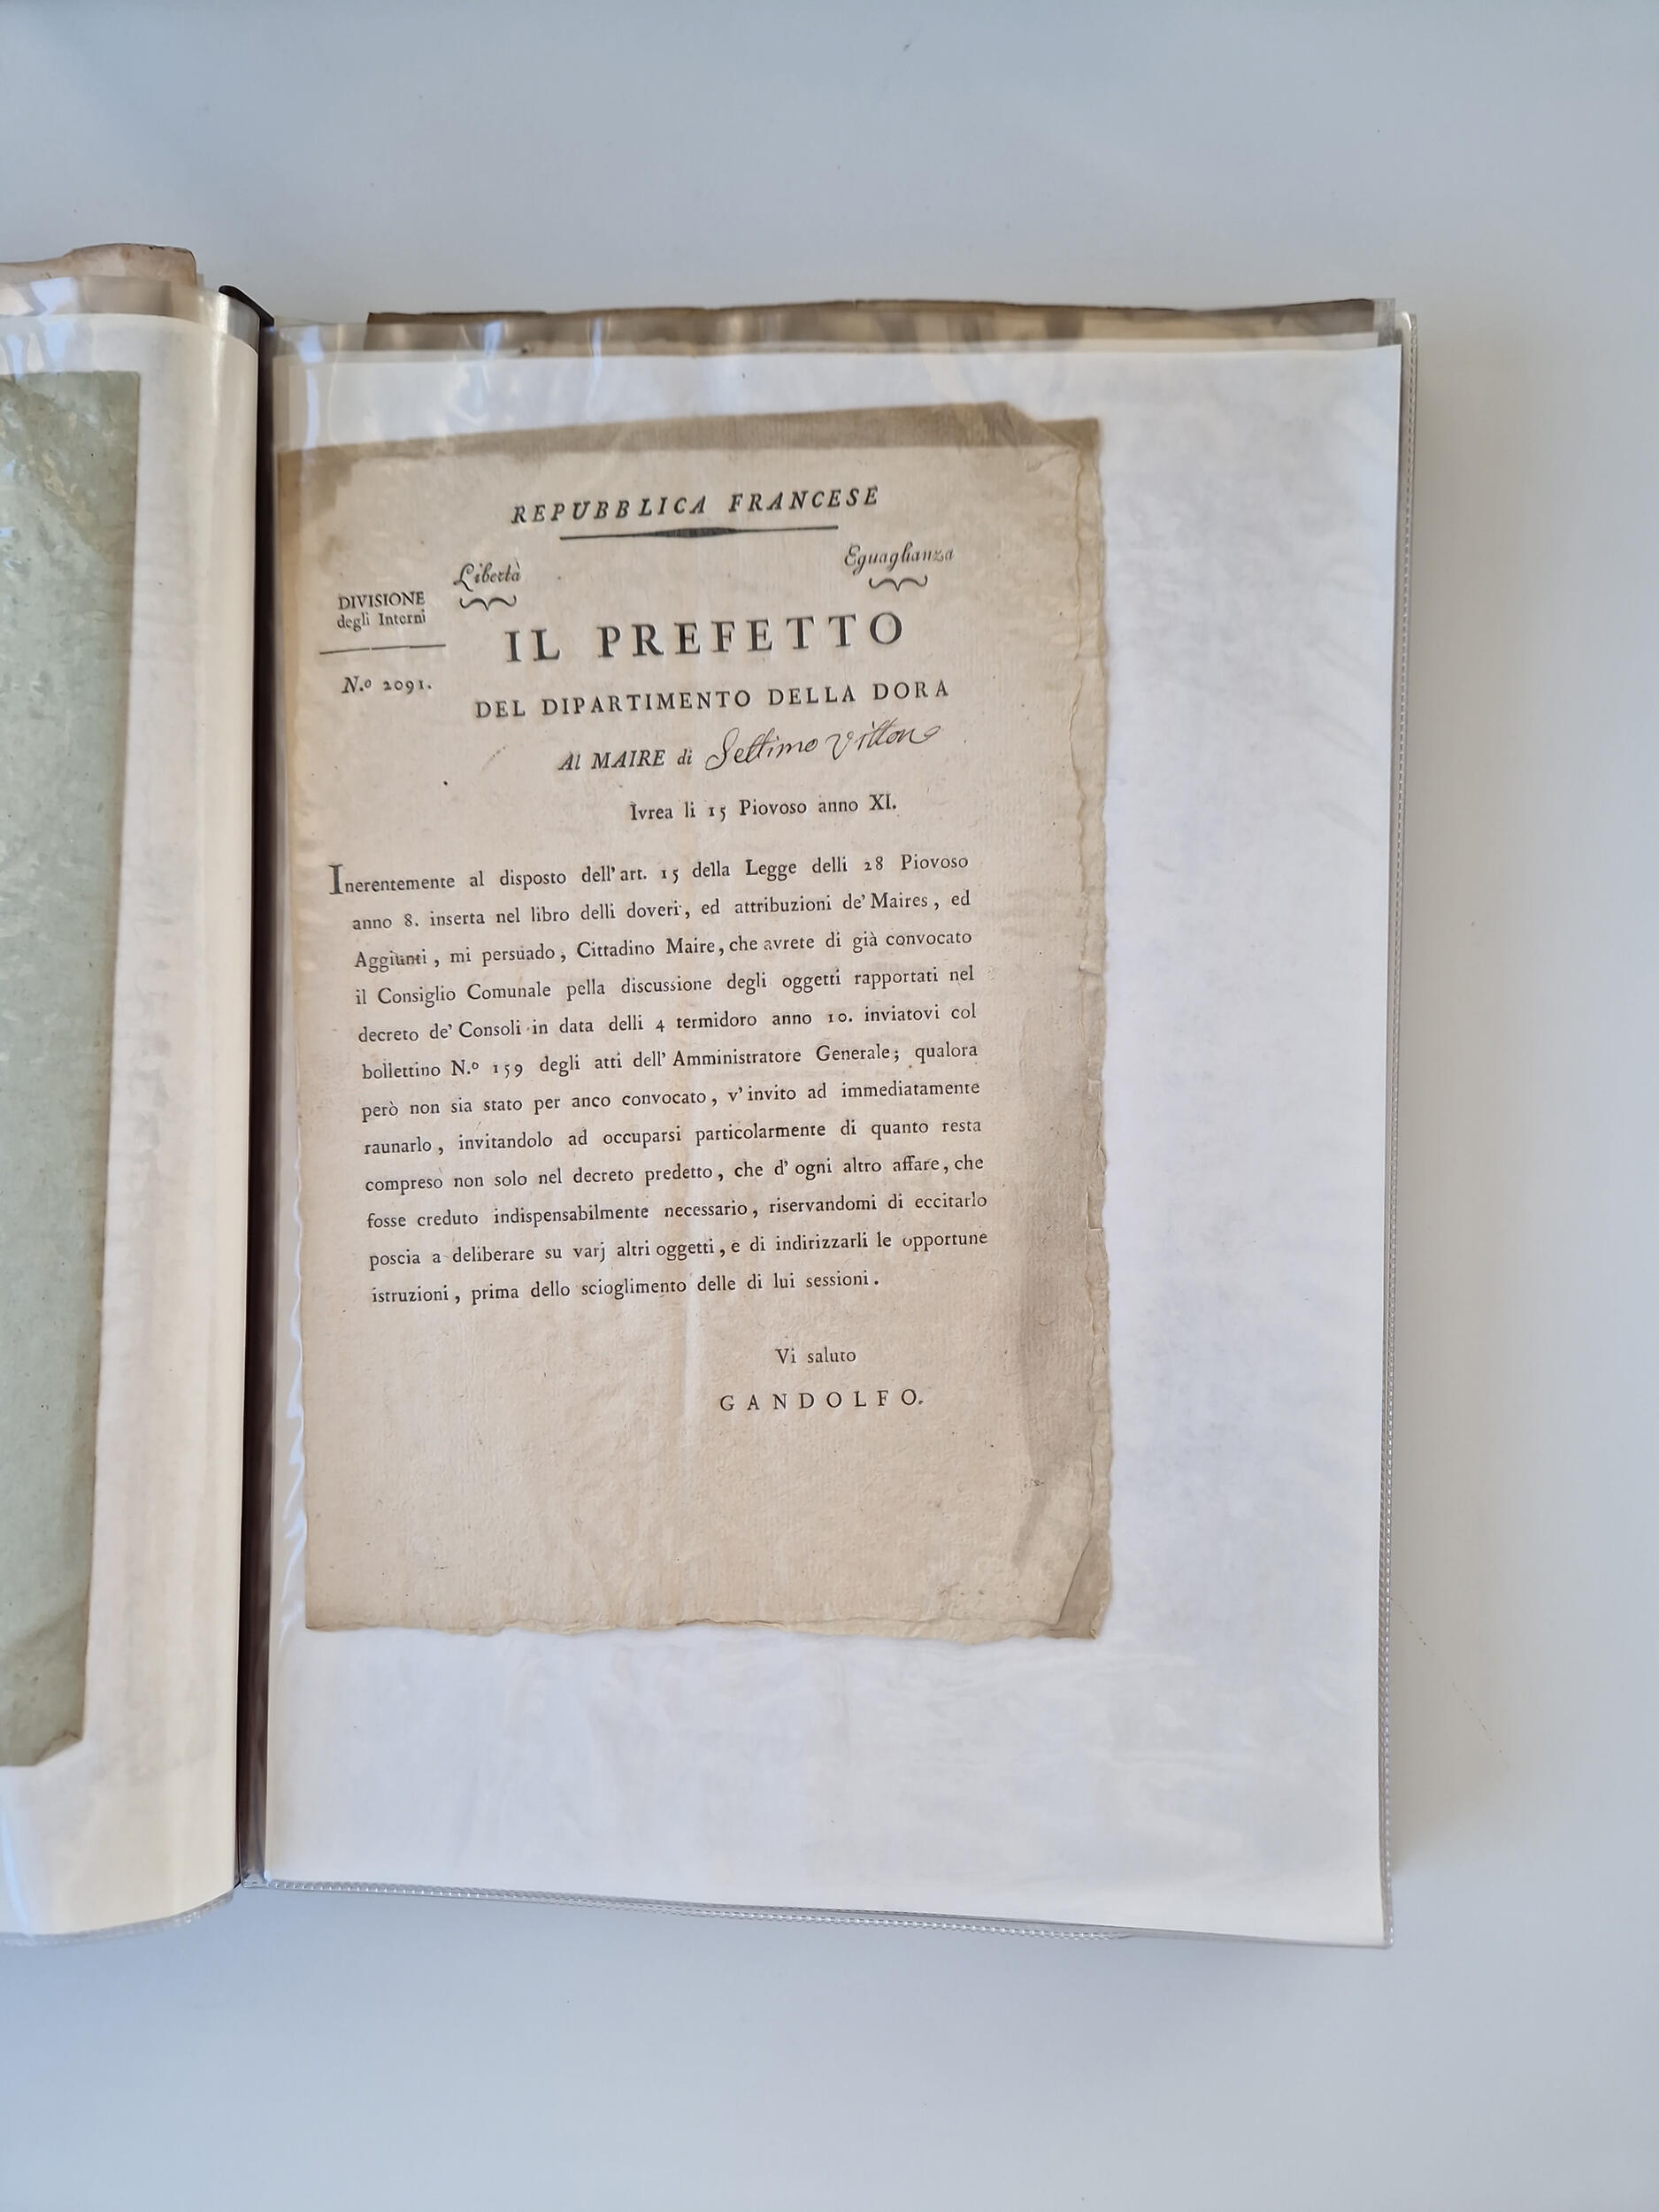 REPUBBLICA FRANCESE
Libertà
Eguaglianza
DIVISIONE
degli Interni
N.º 2091.
IL PREFETTO
DEL DIPARTIMENTO DELLA DORA
Al MAIRE di Settimo Vittone
Ivrea li 15 Piovoso anno XI.
Inerentemente al disposto dell' art. 15 della Legge delli 28 Piovoso
anno 8. inserta nel libro delli doveri, ed attribuzioni de' Maires, ed
Aggiunti, mi persuado, Cittadino Maire, che avrete di già convocato
il Consiglio Comunale pella discussione degli oggetti rapportati nel
decreto de' Consoli in data delli 4 termidoro anno 10. inviatovi col
bollettino N.º 159 degli atti dell' Amministratore Generale; qualora
però non sia stato per anco convocato, v' invito ad immediatamente
raunarlo, invitandolo ad occuparsi particolarmente di quanto resta
compreso non solo nel decreto predetto, che d' ogni altro affare, che
fosse creduto indispensabilmente necessario, riservandomi di eccitarlo
poscia a deliberare su varj altri oggetti, e di indirizzarli le opportune
istruzioni, prima dello scioglimento delle di lui sessioni.
Vi saluto
GANDOLFO.